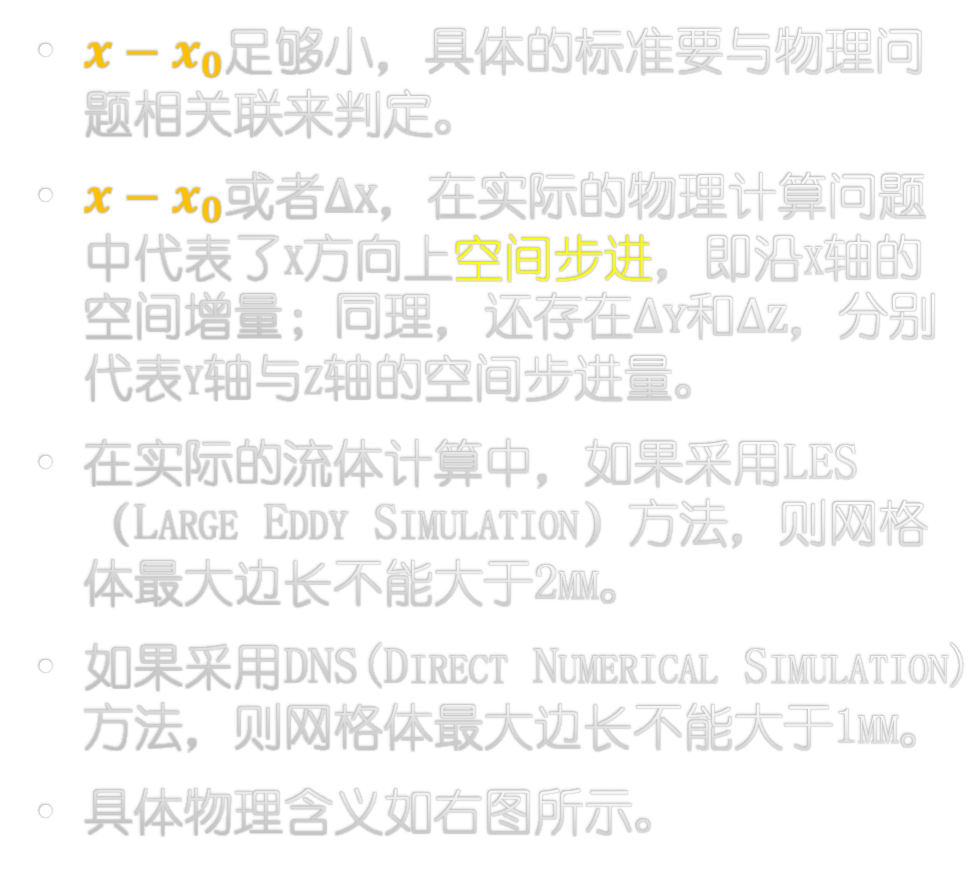 x − x₀足够小，具体的标准要与物理问
题相关联来判定。
x − x₀或者ΔX，在实际的物理计算问题
中代表了X方向上空间步进，即沿X轴的
空间增量；同理，还存在ΔY和ΔZ，分别
代表Y轴与Z轴的空间步进量。
在实际的流体计算中，如果采用LES
（LARGE EDDY SIMULATION）方法，则网格
体最大边长不能大于2MM。
如果采用DNS(DIRECT NUMERICAL SIMULATION)
方法，则网格体最大边长不能大于1MM。
具体物理含义如右图所示。